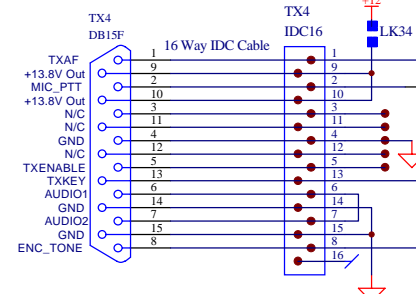 +12
TX4
DB15F
TX4
IDC16
LK34
16 Way IDC Cable
TXAF 1 1
+13.8V Out 9 9
MIC_PTT 2 2
+13.8V Out 10 10
N/C 3 3
N/C 11 11
GND 4 4
N/C 12 12
TXENABLE 5 5
TXKEY 13 13
AUDIO1 6 6
GND 14 14
AUDIO2 7 7
GND 15 15
ENC_TONE 8 8
16